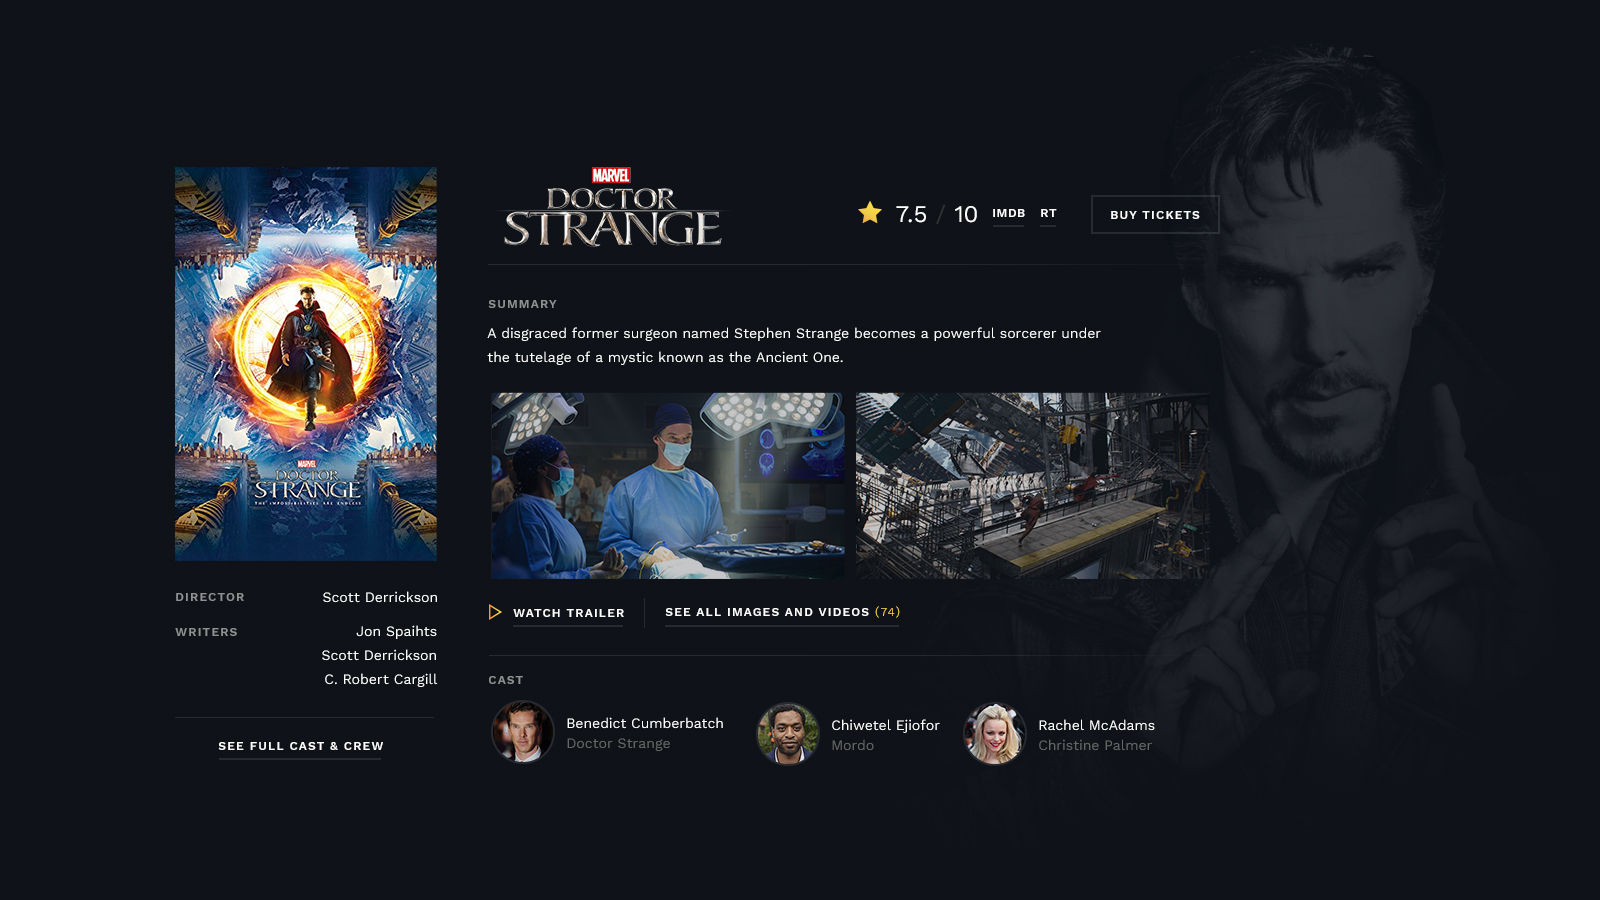 MARVEL
DOCTOR
STRANGE
THE IMPOSSIBILITIES ARE ENDLESS
DIRECTOR Scott Derrickson
WRITERS Jon Spaihts
Scott Derrickson
C. Robert Cargill
SEE FULL CAST & CREW
MARVEL
DOCTOR
STRANGE
7.5 / 10 IMDB RT BUY TICKETS
SUMMARY
A disgraced former surgeon named Stephen Strange becomes a powerful sorcerer under
the tutelage of a mystic known as the Ancient One.
WATCH TRAILER SEE ALL IMAGES AND VIDEOS (74)
CAST
Benedict Cumberbatch
Doctor Strange
Chiwetel Ejiofor
Mordo
Rachel McAdams
Christine Palmer